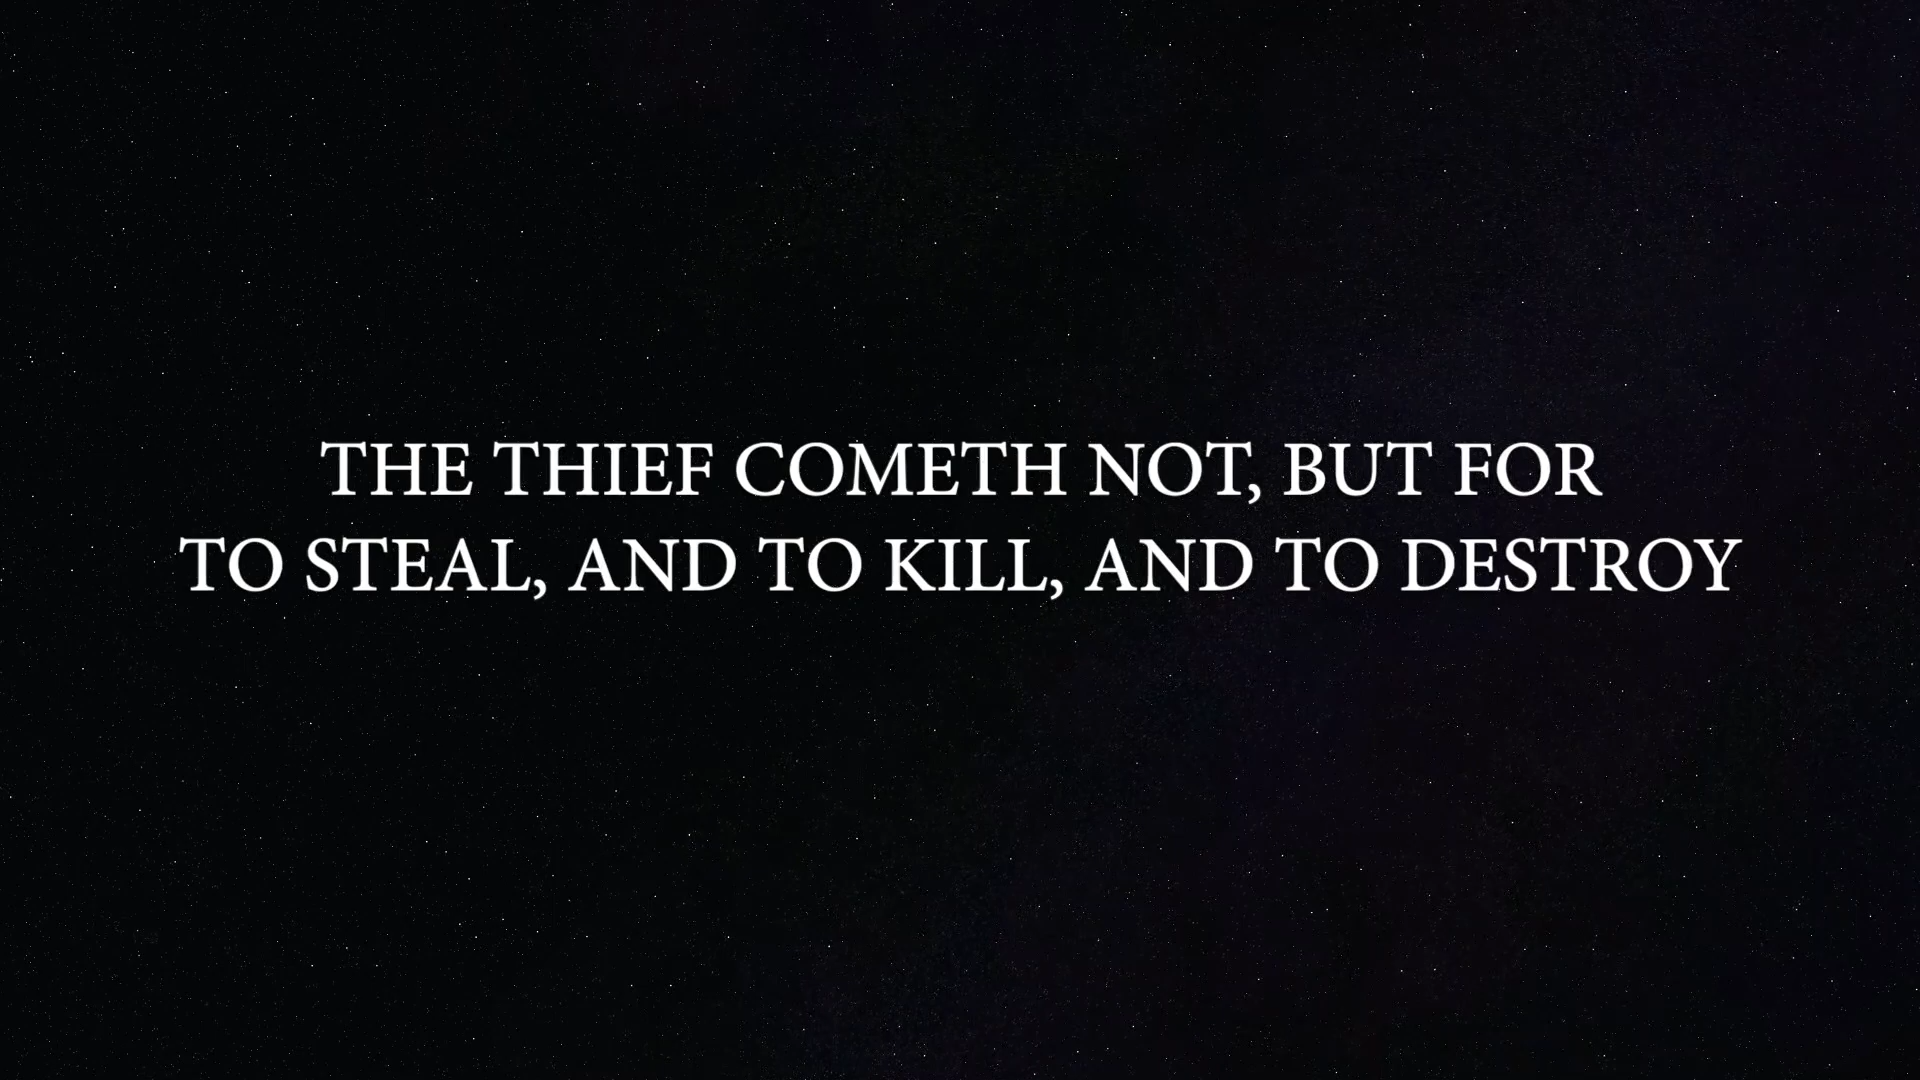 THE THIEF COMETH NOT, BUT FOR
TO STEAL, AND TO KILL, AND TO DESTROY